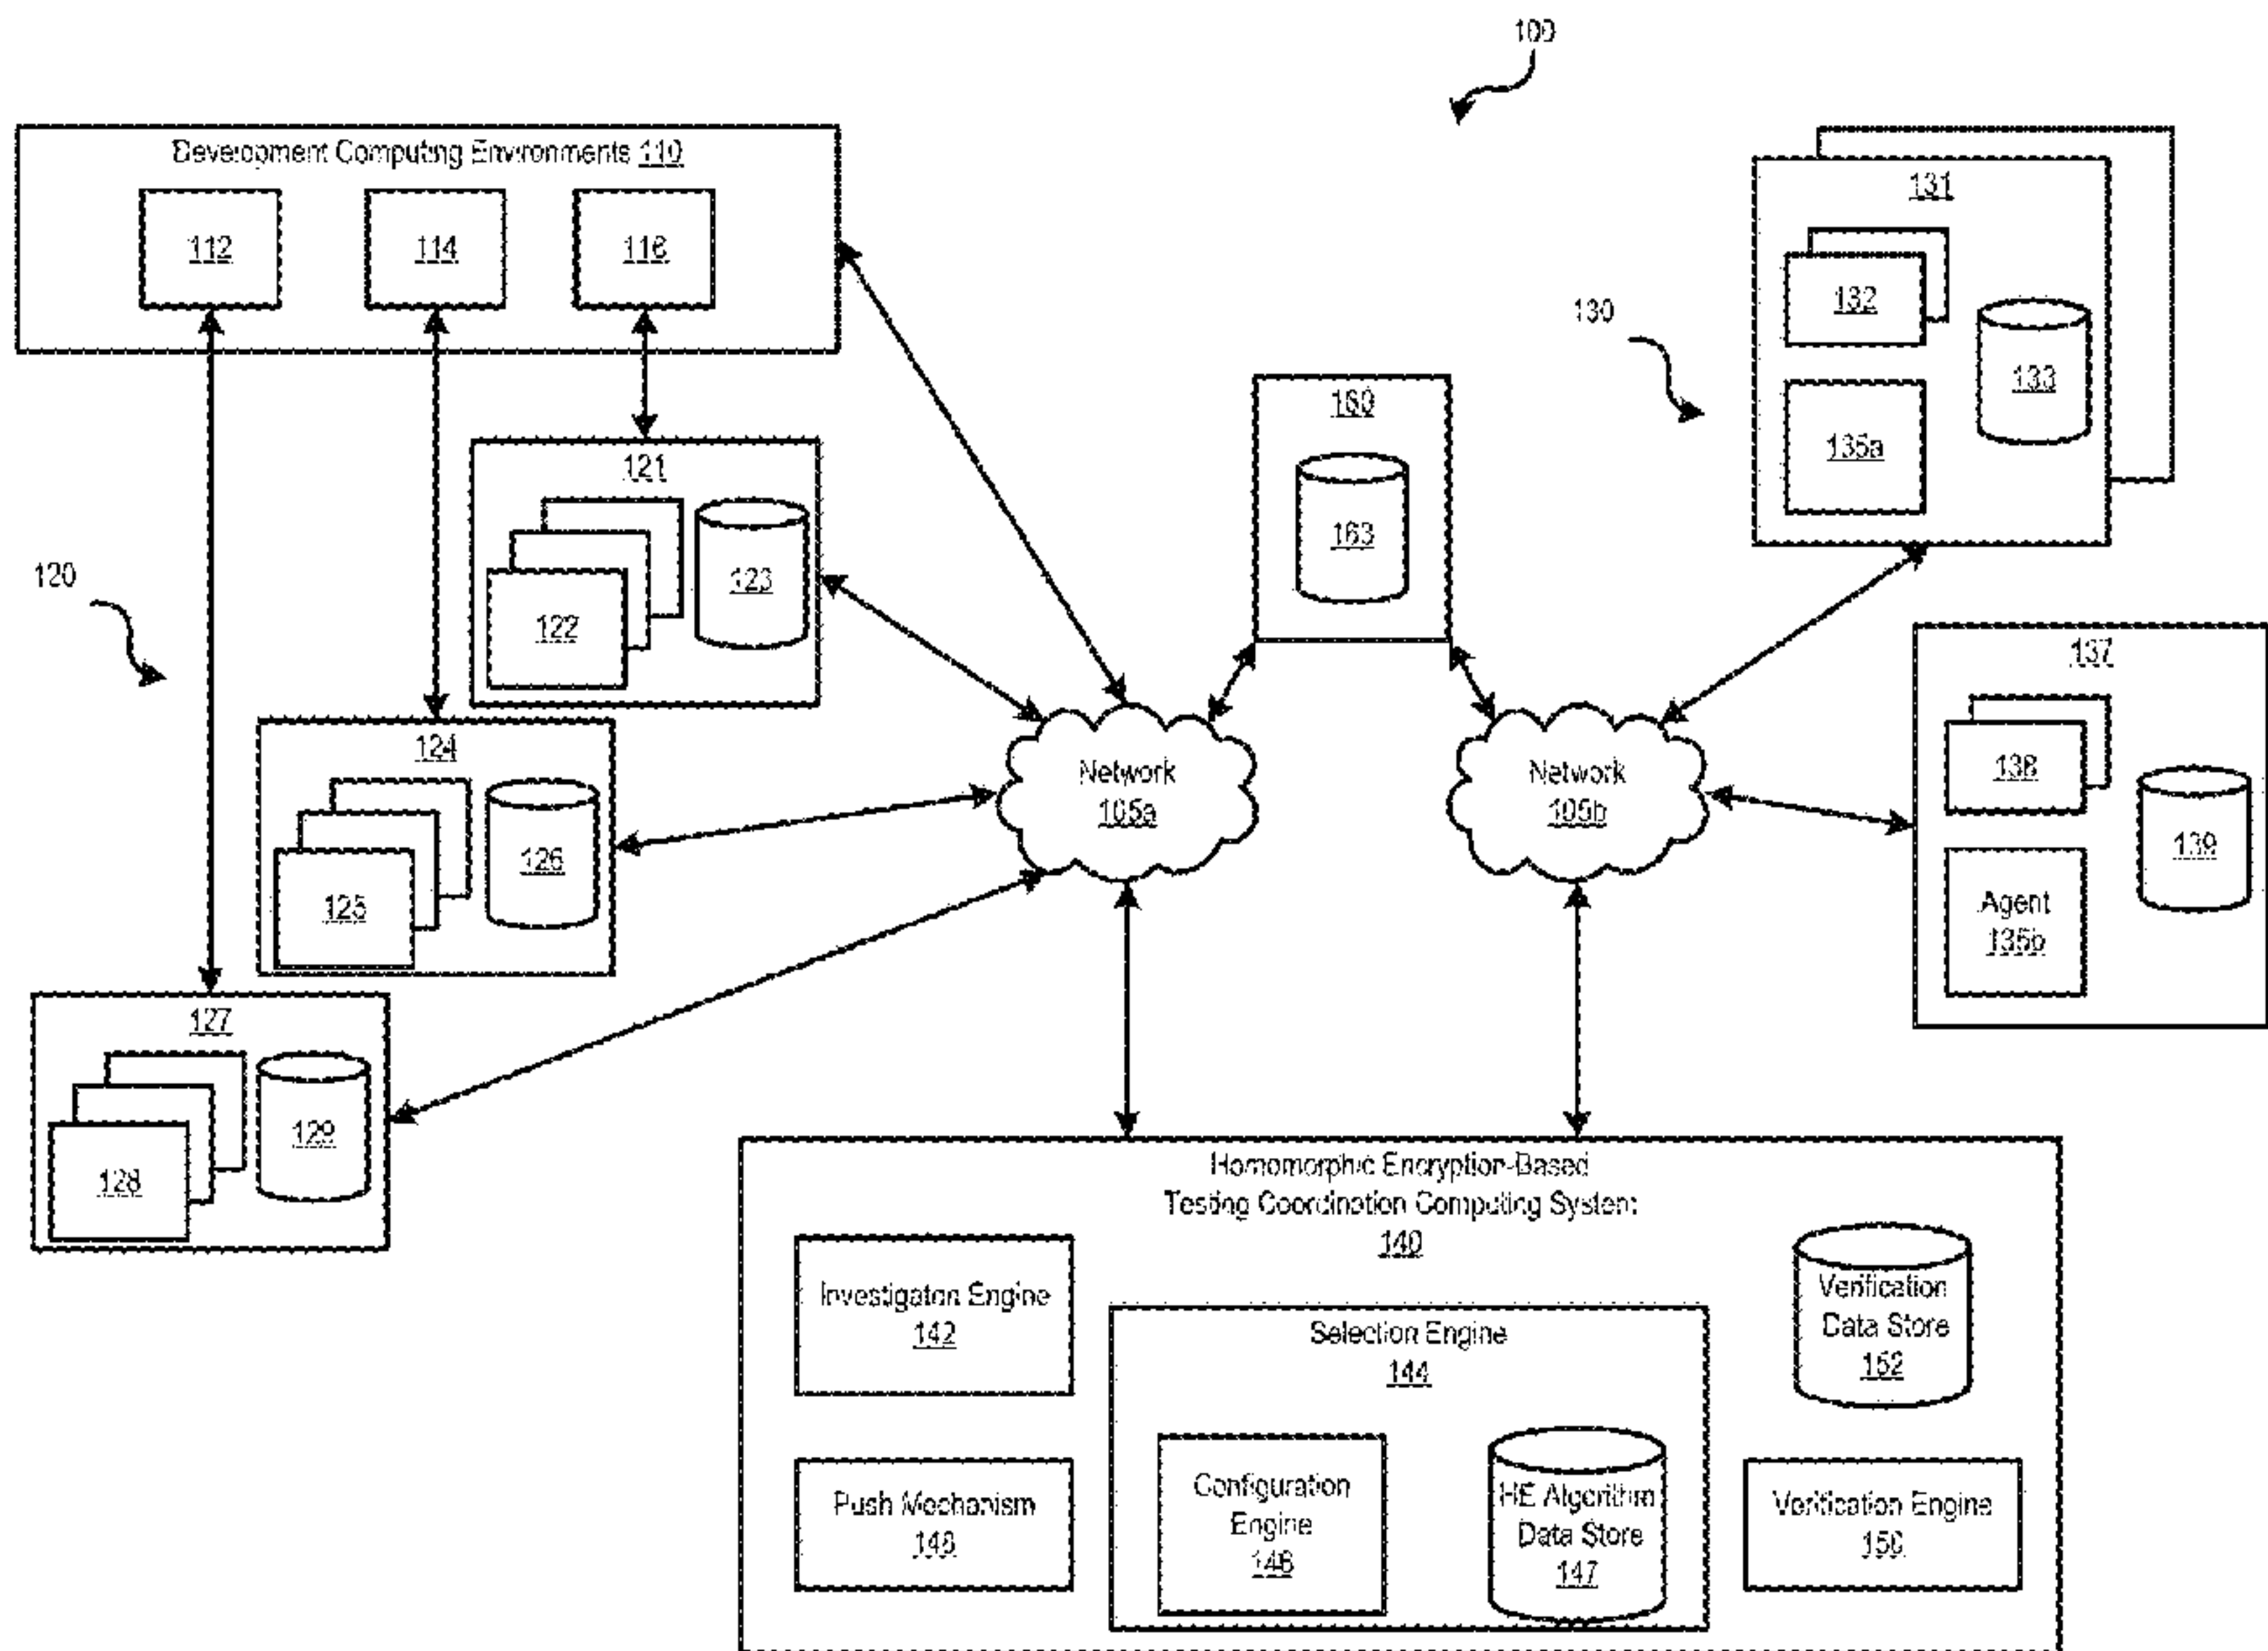 100
Development Computing Environments 110
112
114
116
131
132
133
135a
130
160
163
121
122
123
120
124
125
126
Network
105a
Network
105b
137
138
139
Agent
135b
127
128
129
Homomorphic Encryption-Based
Testing Coordination Computing System
140
Investigaton Engine
142
Selection Engine
144
Verification
Data Store
152
Push Mechanism
148
Configuration
Engine
146
HE Algorithm
Data Store
147
Verification Engine
150